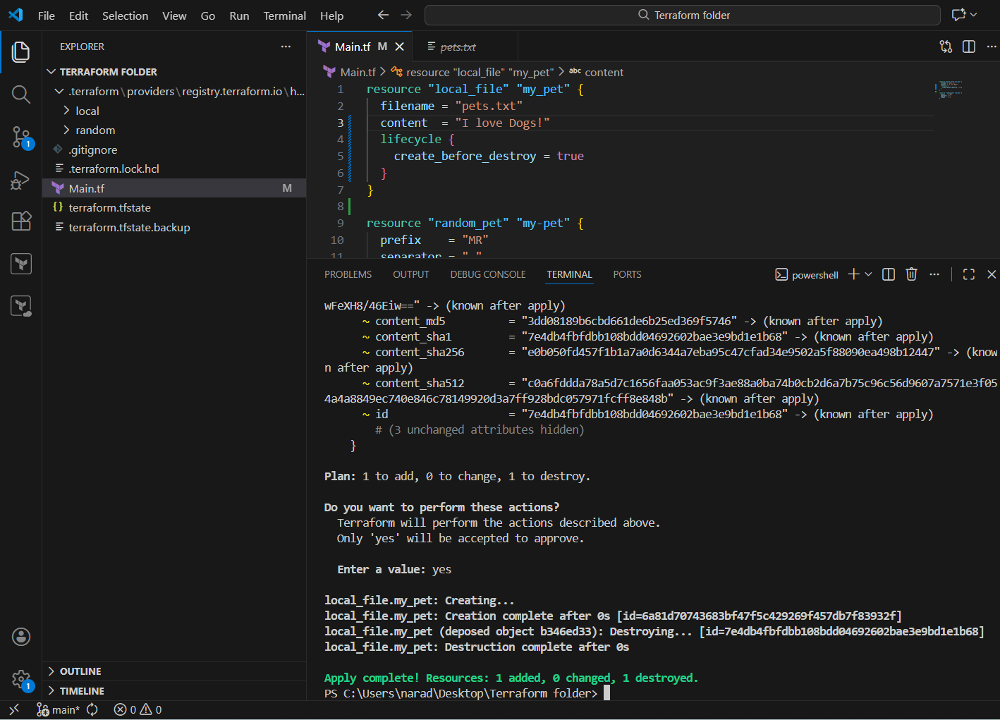 File Edit Selection View Go Run Terminal Help
Terraform folder
EXPLORER
TERRAFORM FOLDER
.terraform\providers\registry.terraform.io\h...
local
random
.gitignore
.terraform.lock.hcl
Main.tf M
terraform.tfstate
terraform.tfstate.backup
OUTLINE
TIMELINE
1
1
Main.tf M
pets.txt
Main.tf > resource "local_file" "my_pet" > abc content
1 resource "local_file" "my_pet" {
2 filename = "pets.txt"
3 content  = "I love Dogs!"
4 lifecycle {
5 create_before_destroy = true
6 }
7 }
8
9 resource "random_pet" "my-pet" {
10 prefix    = "MR"
11 separator = "."
PROBLEMS OUTPUT DEBUG CONSOLE TERMINAL PORTS
powershell
wFeXH8/46Eiw==" -> (known after apply)
~ content_md5          = "3dd08189b6cbd661de6b25ed369f5746" -> (known after apply)
~ content_sha1         = "7e4db4fbfdbb108bdd04692602bae3e9bd1e1b68" -> (known after apply)
~ content_sha256       = "e0b050fd457f1b1a7a0d6344a7eba95c47cfad34e9502a5f88090ea498b12447" -> (know
n after apply)
~ content_sha512       = "c0a6fddda78a5d7c1656faa053ac9f3ae88a0ba74b0cb2d6a7b75c96c56d9607a7571e3f05
4a4a8849ec740e846c78149920d3a7ff928bdc057971fcff8e848b" -> (known after apply)
~ id                   = "7e4db4fbfdbb108bdd04692602bae3e9bd1e1b68" -> (known after apply)
# (3 unchanged attributes hidden)
}
Plan: 1 to add, 0 to change, 1 to destroy.
Do you want to perform these actions?
Terraform will perform the actions described above.
Only 'yes' will be accepted to approve.
Enter a value: yes
local_file.my_pet: Creating...
local_file.my_pet: Creation complete after 0s [id=6a81d70743683bf47f5c429269f457db7f83932f]
local_file.my_pet (deposed object b346ed33): Destroying... [id=7e4db4fbfdbb108bdd04692602bae3e9bd1e1b68]
local_file.my_pet: Destruction complete after 0s
Apply complete! Resources: 1 added, 0 changed, 1 destroyed.
PS C:\Users\narad\Desktop\Terraform folder>
main* 0 0